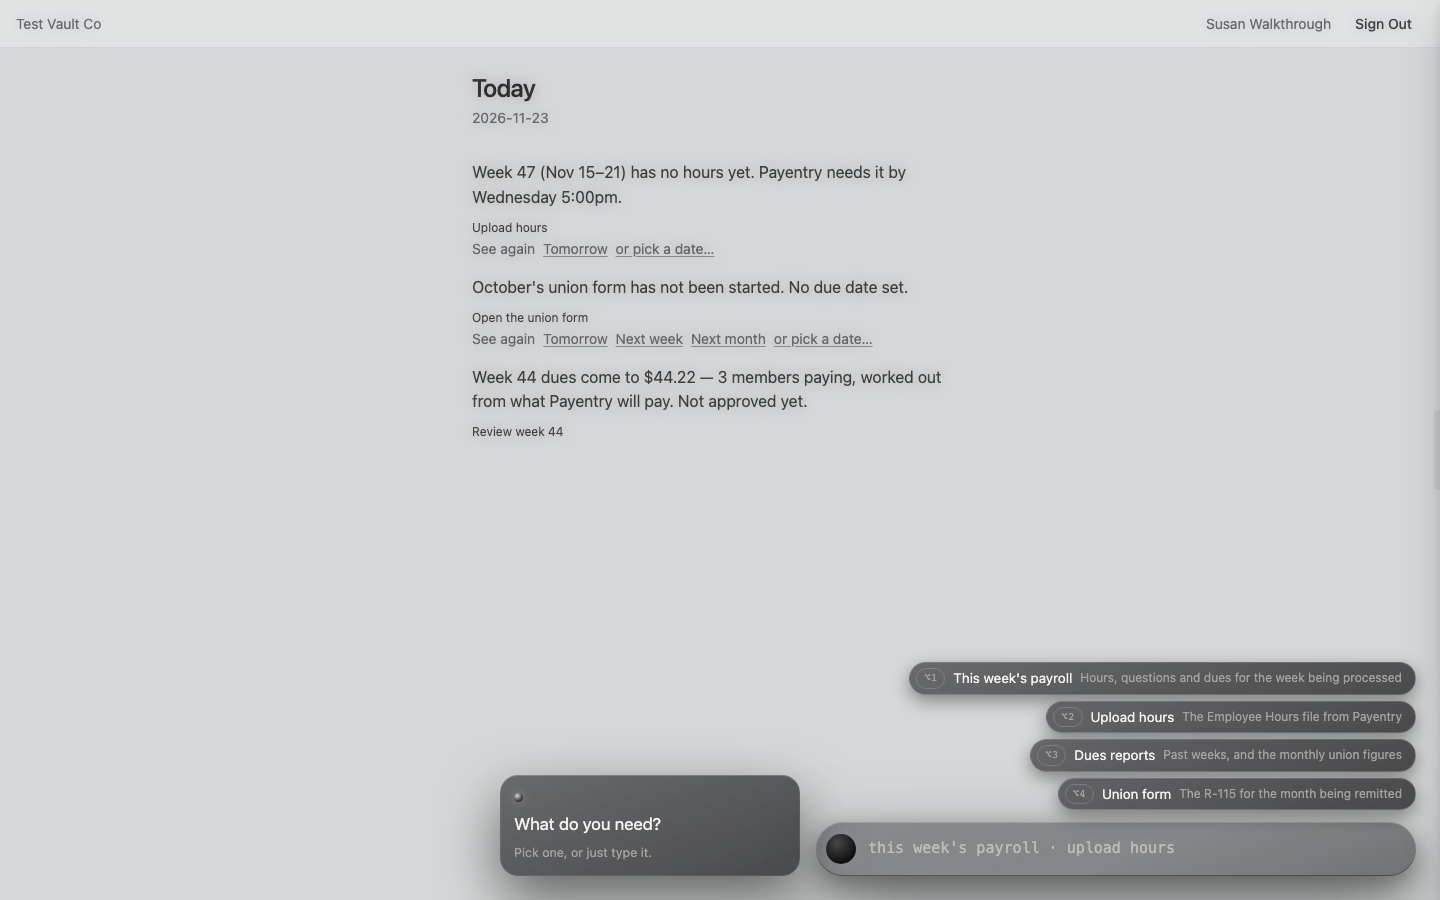 Test Vault Co
Susan Walkthrough Sign Out
Today
2026-11-23
Week 47 (Nov 15–21) has no hours yet. Payentry needs it by
Wednesday 5:00pm.
Upload hours
See again Tomorrow or pick a date...
October's union form has not been started. No due date set.
Open the union form
See again Tomorrow Next week Next month or pick a date...
Week 44 dues come to $44.22 — 3 members paying, worked out
from what Payentry will pay. Not approved yet.
Review week 44
⌥1 This week's payroll Hours, questions and dues for the week being processed
⌥2 Upload hours The Employee Hours file from Payentry
⌥3 Dues reports Past weeks, and the monthly union figures
⌥4 Union form The R-115 for the month being remitted
What do you need?
Pick one, or just type it.
this week's payroll · upload hours